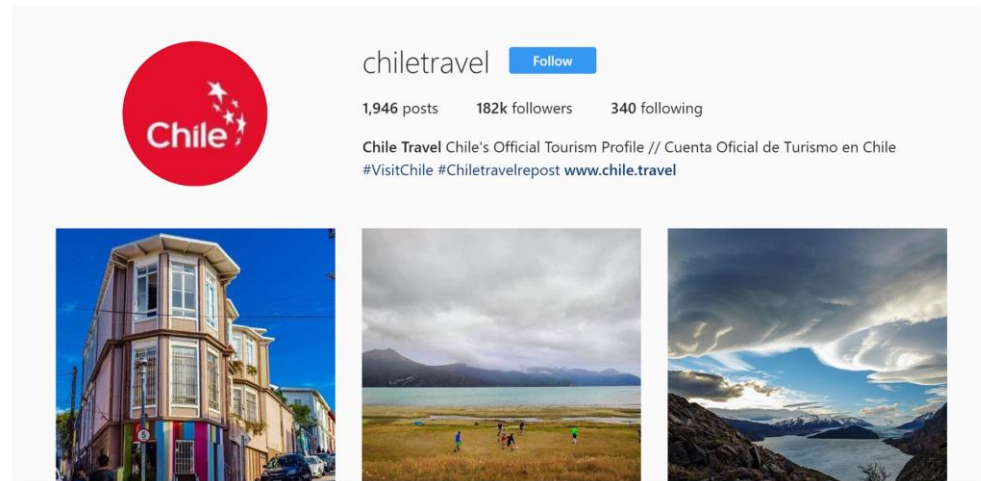 Chile
chiletravel Follow
1,946 posts 182k followers 340 following
Chile Travel Chile's Official Tourism Profile // Cuenta Oficial de Turismo en Chile
#VisitChile #Chiletravelrepost www.chile.travel